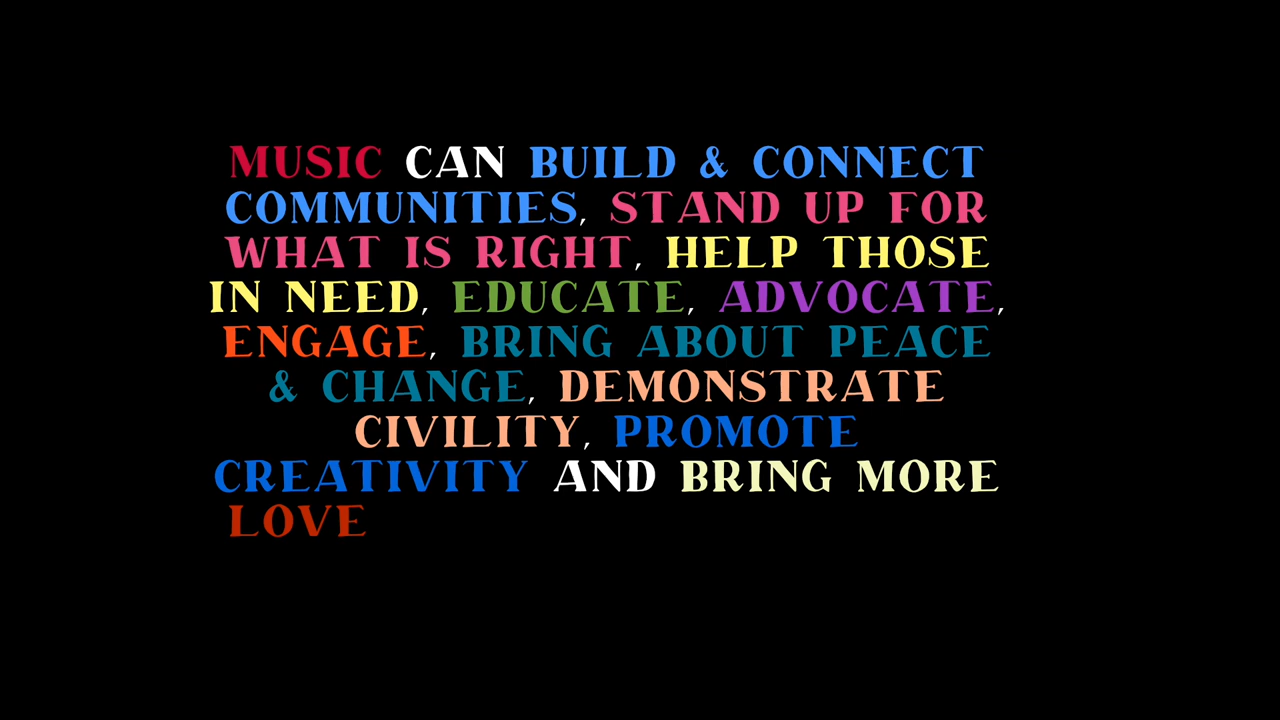 MUSIC CAN BUILD & CONNECT
COMMUNITIES, STAND UP FOR
WHAT IS RIGHT, HELP THOSE
IN NEED, EDUCATE, ADVOCATE,
ENGAGE, BRING ABOUT PEACE
& CHANGE, DEMONSTRATE
CIVILITY, PROMOTE
CREATIVITY AND BRING MORE
LOVE